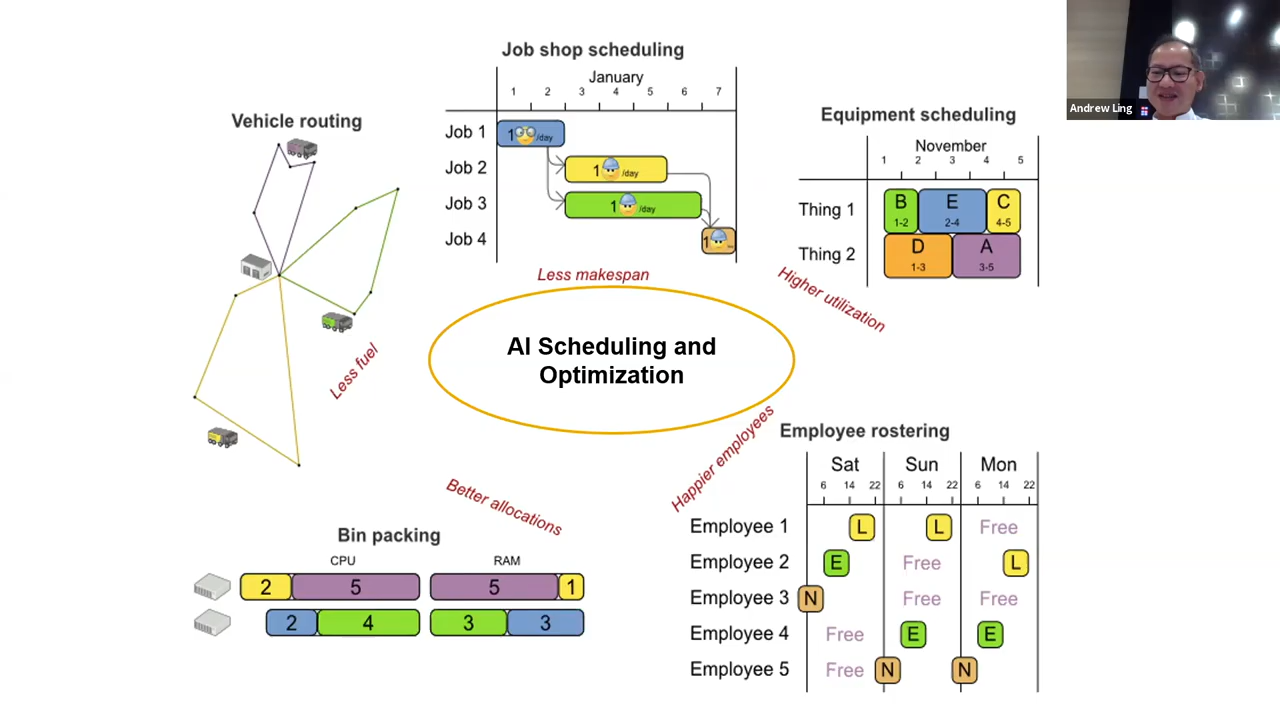 Job shop scheduling
January
1 2 3 4 5 6 7
Job 1
1 /day
Job 2
1 /day
Job 3
1 /day
Job 4
1
Less makespan
Vehicle routing
Less fuel
Andrew Ling
Equipment scheduling
November
1 2 3 4 5
Thing 1
B E C
1-2 2-4 4-5
Thing 2
D A
1-3 3-5
Higher utilization
AI Scheduling and
Optimization
Better allocations
Happier employees
Bin packing
CPU RAM
2 5 5 1
2 4 3 3
Employee rostering
Sat Sun Mon
6 14 22 6 14 22 6 14 22
Employee 1 L L Free
Employee 2 E Free L
Employee 3 N Free Free
Employee 4 Free E E
Employee 5 Free N N